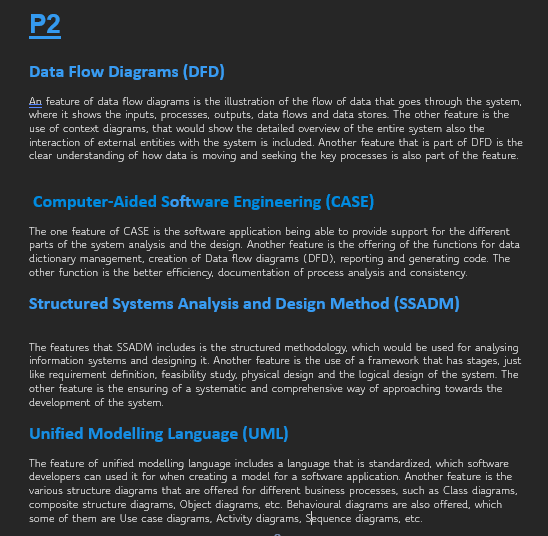 P2
Data Flow Diagrams (DFD)
An feature of data flow diagrams is the illustration of the flow of data that goes through the system,
where it shows the inputs, processes, outputs, data flows and data stores. The other feature is the
use of context diagrams, that would show the detailed overview of the entire system also the
interaction of external entities with the system is included. Another feature that is part of DFD is the
clear understanding of how data is moving and seeking the key processes is also part of the feature.
Computer-Aided Software Engineering (CASE)
The one feature of CASE is the software application being able to provide support for the different
parts of the system analysis and the design. Another feature is the offering of the functions for data
dictionary management, creation of Data flow diagrams (DFD), reporting and generating code. The
other function is the better efficiency, documentation of process analysis and consistency.
Structured Systems Analysis and Design Method (SSADM)
The features that SSADM includes is the structured methodology, which would be used for analysing
information systems and designing it. Another feature is the use of a framework that has stages, just
like requirement definition, feasibility study, physical design and the logical design of the system. The
other feature is the ensuring of a systematic and comprehensive way of approaching towards the
development of the system.
Unified Modelling Language (UML)
The feature of unified modelling language includes a language that is standardized, which software
developers can used it for when creating a model for a software application. Another feature is the
various structure diagrams that are offered for different business processes, such as Class diagrams,
composite structure diagrams, Object diagrams, etc. Behavioural diagrams are also offered, which
some of them are Use case diagrams, Activity diagrams, Sequence diagrams, etc.